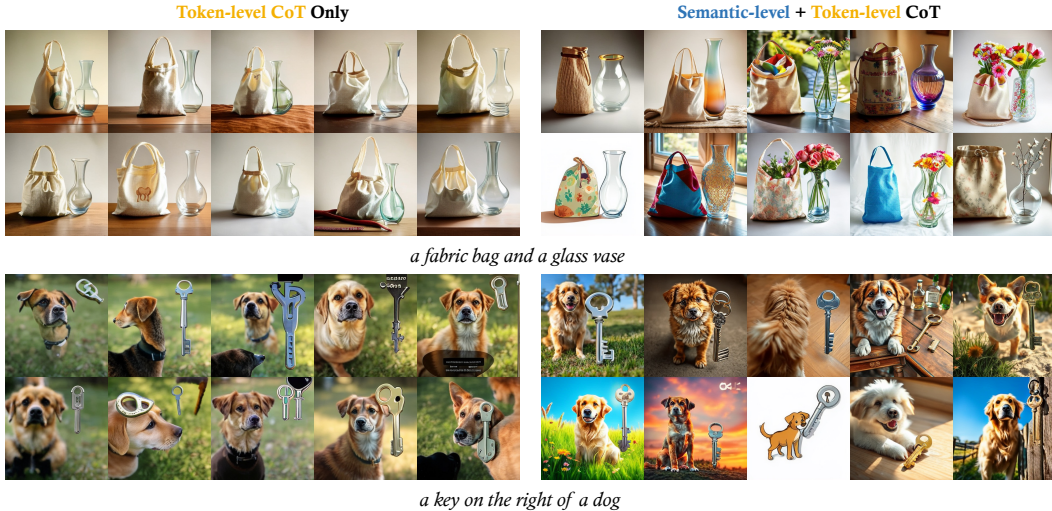 Token-level CoT Only
Semantic-level + Token-level CoT
a fabric bag and a glass vase
a key on the right of a dog